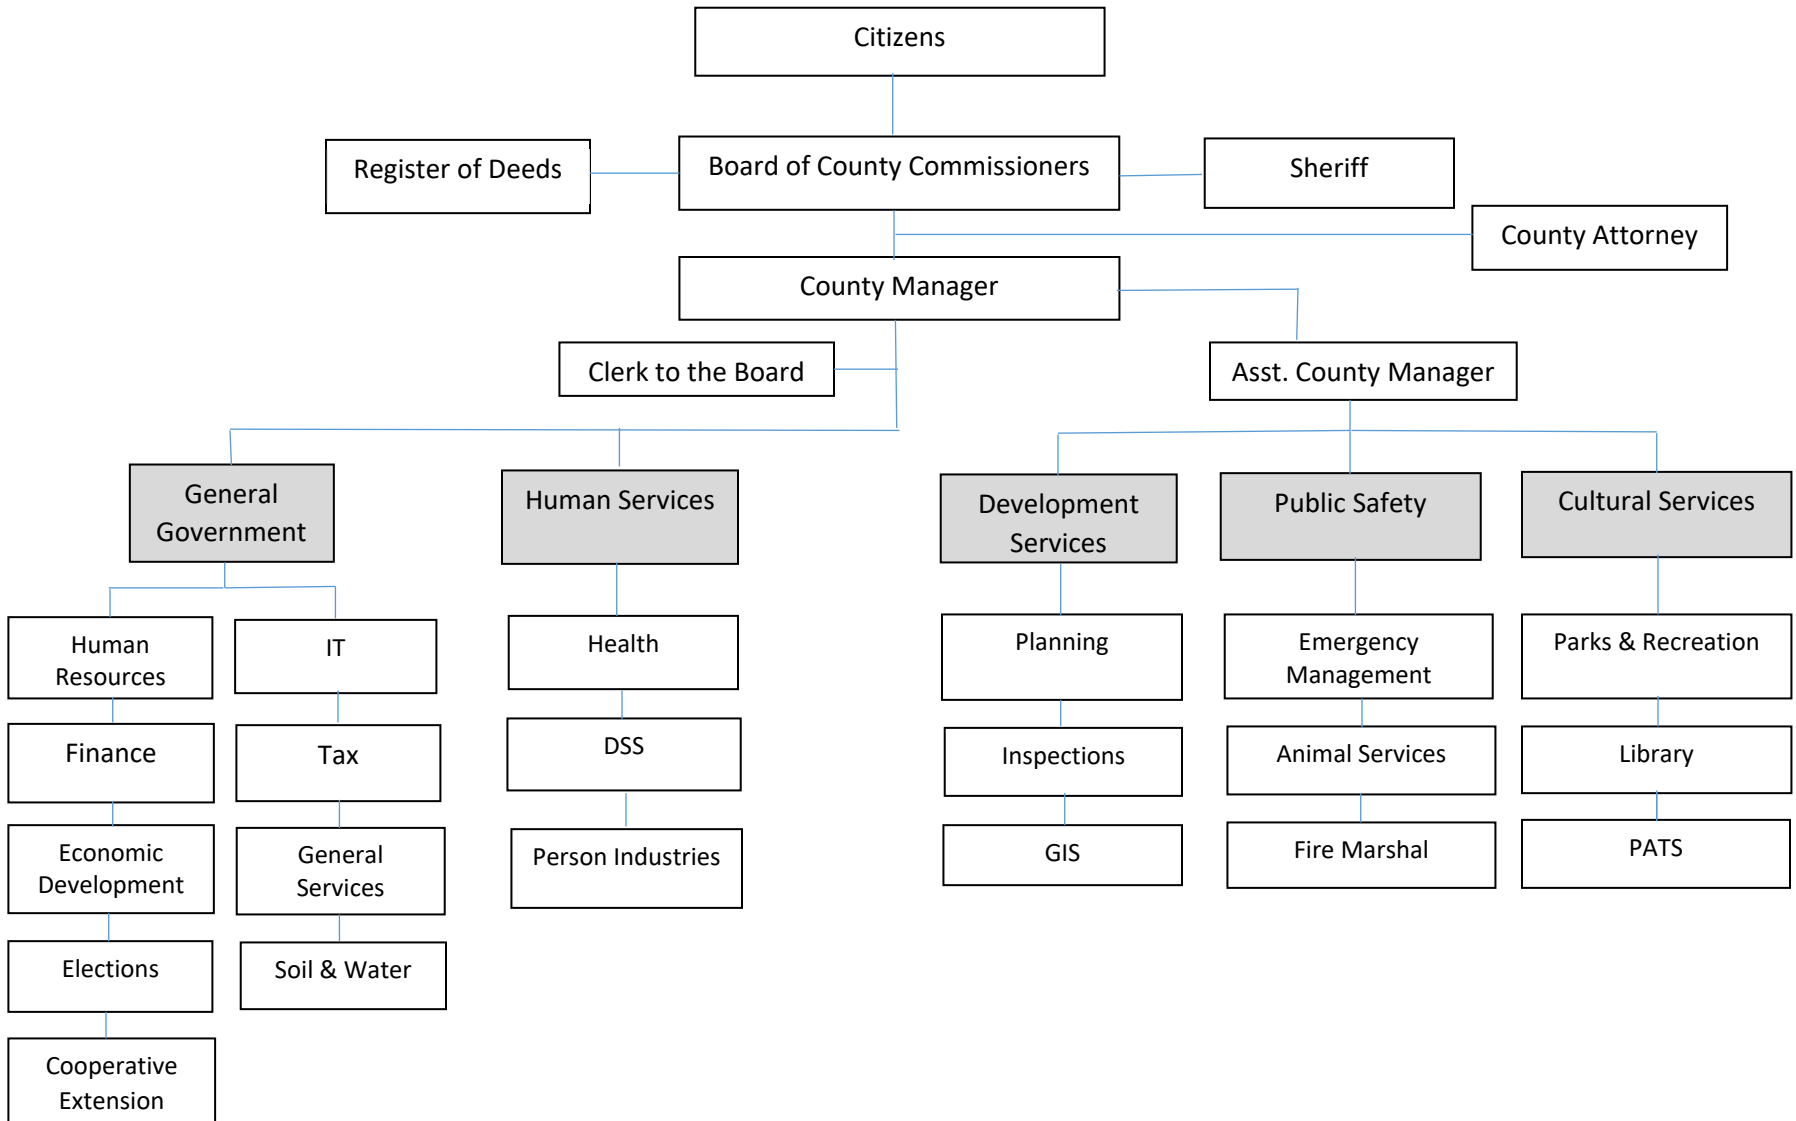 Citizens
Register of Deeds
Board of County Commissioners
Sheriff
County Attorney
County Manager
Clerk to the Board
Asst. County Manager
General
Government
Human Services
Development
Services
Public Safety
Cultural Services
Human
Resources
IT
Health
Planning
Emergency
Management
Parks & Recreation
Finance
Tax
DSS
Inspections
Animal Services
Library
Economic
Development
General
Services
Person Industries
GIS
Fire Marshal
PATS
Elections
Soil & Water
Cooperative
Extension